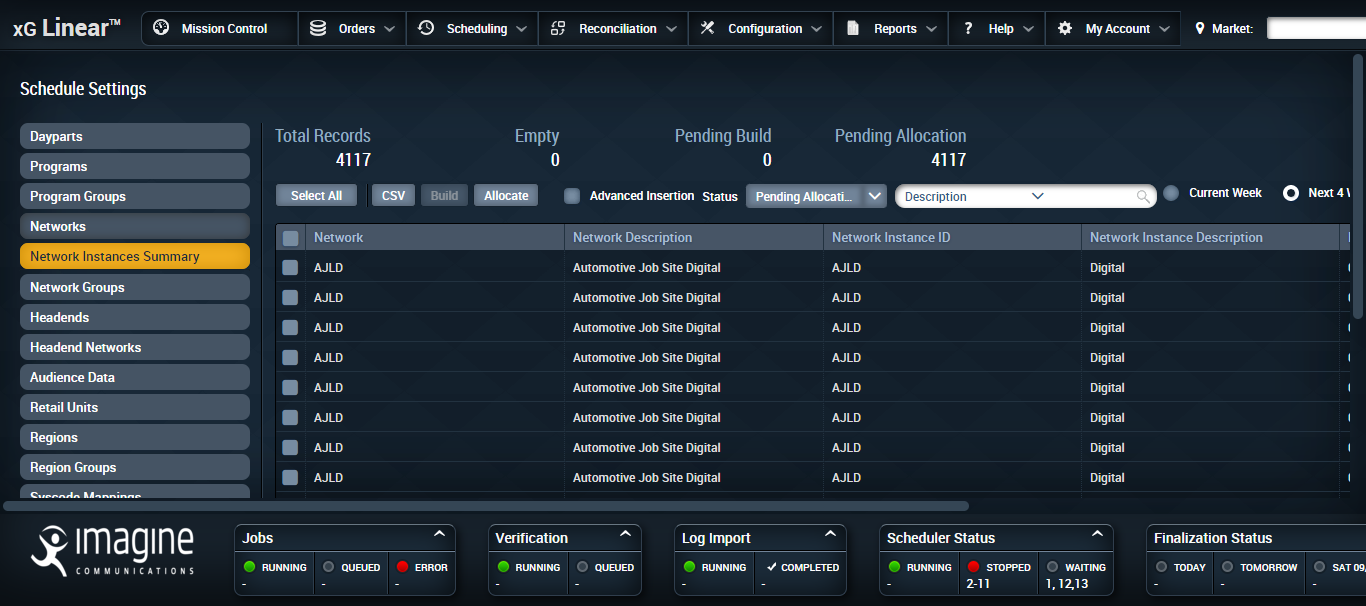 xG Linear™ Mission Control Orders Scheduling Reconciliation Configuration Reports ? Help My Account Market:
Schedule Settings
Dayparts
Programs
Program Groups
Networks
Network Instances Summary
Network Groups
Headends
Headend Networks
Audience Data
Retail Units
Regions
Region Groups
Syscode Mappings
Total Records Empty Pending Build Pending Allocation
4117 0 0 4117
Select All CSV Build Allocate Advanced Insertion Status Pending Allocati... Description Current Week Next 4
Network Network Description Network Instance ID Network Instance Description
AJLD Automotive Job Site Digital AJLD Digital
AJLD Automotive Job Site Digital AJLD Digital
AJLD Automotive Job Site Digital AJLD Digital
AJLD Automotive Job Site Digital AJLD Digital
AJLD Automotive Job Site Digital AJLD Digital
AJLD Automotive Job Site Digital AJLD Digital
AJLD Automotive Job Site Digital AJLD Digital
AJLD Automotive Job Site Digital AJLD Digital
imagine
COMMUNICATIONS
Jobs
RUNNING QUEUED ERROR
- - -
Verification
RUNNING QUEUED
- -
Log Import
RUNNING COMPLETED
- -
Scheduler Status
RUNNING STOPPED WAITING
- 2-11 1, 12,13
Finalization Status
TODAY TOMORROW SAT 09/
- - -